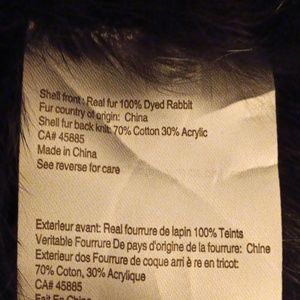 Shell front : Real fur 100% Dyed Rabbit
Fur country of origin: China
Shell fur back knit: 70% Cotton 30% Acrylic
CA# 45885
Made in China
See reverse for care
Exterieur avant: Real fourrure de lapin 100% Teints
Veritable Fourrure De pays d'origine de la fourrure: Chine
Exterieur dos Fourrure de coque arri è re en tricot:
70% Coton, 30% Acrylique
CA# 45885
Fait En Chine